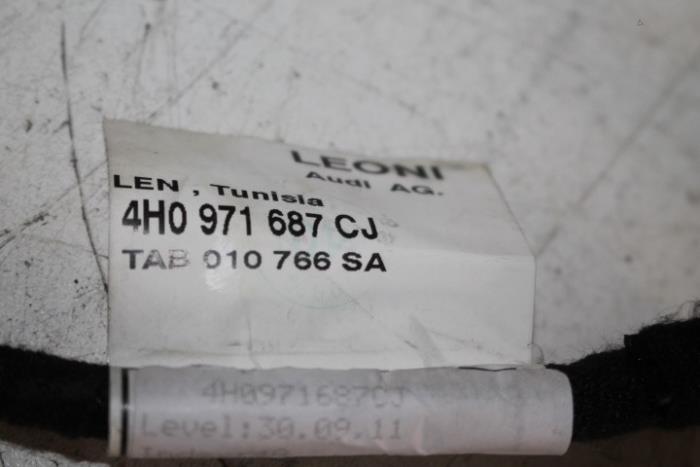 LEONI
Audi AG.
LEN , Tunisia
4H0 971 687 CJ
TAB 010 766 SA
4H0971687CJ
Level:30.09.11